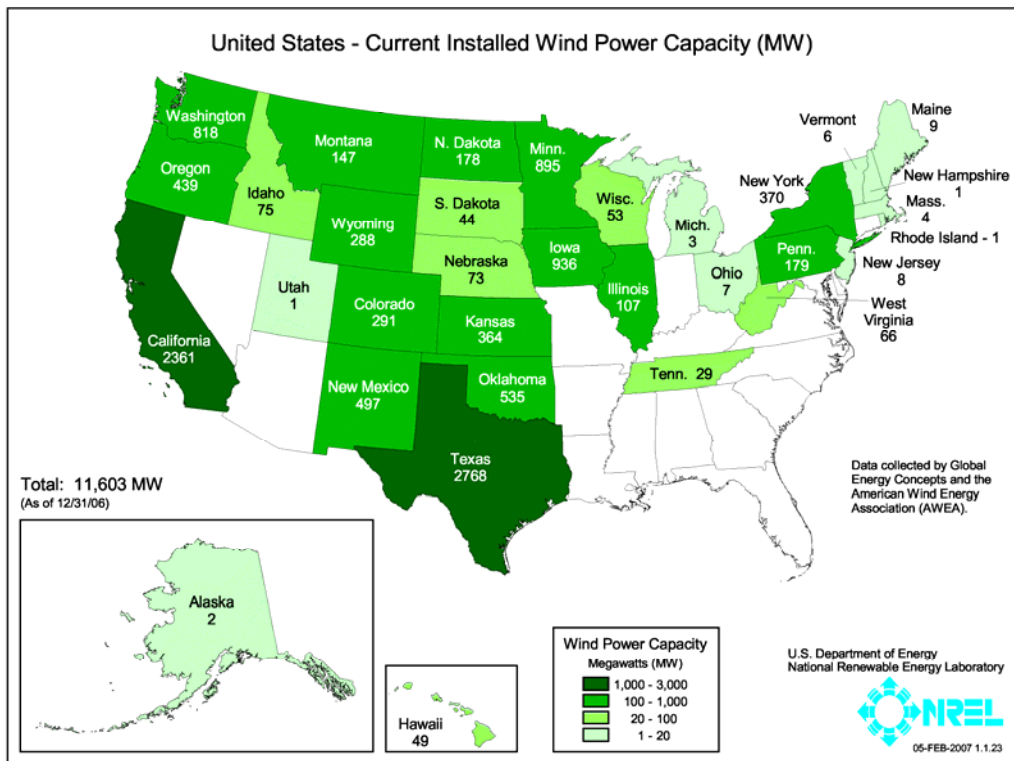 United States - Current Installed Wind Power Capacity (MW)
Washington
818
Oregon
439
California
2361
Idaho
75
Utah
1
Montana
147
Wyoming
288
Colorado
291
New Mexico
497
N. Dakota
178
S. Dakota
44
Nebraska
73
Kansas
364
Oklahoma
535
Texas
2768
Minn.
895
Iowa
936
Wisc.
53
Illinois
107
Mich.
3
Ohio
7
Tenn. 29
Penn.
179
New York
370
Vermont
6
Maine
9
New Hampshire
1
Mass.
4
Rhode Island - 1
New Jersey
8
West
Virginia
66
Total: 11,603 MW
(As of 12/31/06)
Data collected by Global
Energy Concepts and the
American Wind Energy
Association (AWEA).
Alaska
2
Hawaii
49
Wind Power Capacity
Megawatts (MW)
1,000 - 3,000
100 - 1,000
20 - 100
1 - 20
U.S. Department of Energy
National Renewable Energy Laboratory
NREL
05-FEB-2007 1.1.23